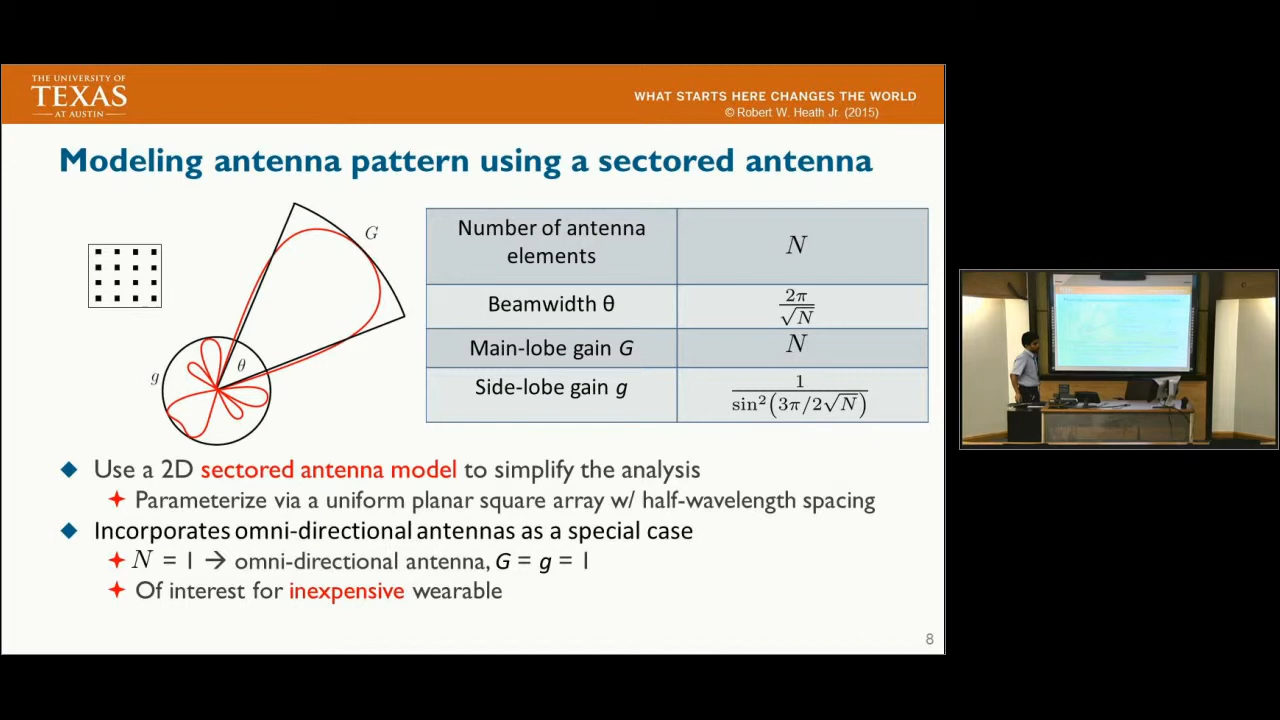 THE UNIVERSITY OF
TEXAS
AT AUSTIN
WHAT STARTS HERE CHANGES THE WORLD
© Robert W. Heath Jr. (2015)
Modeling antenna pattern using a sectored antenna
G
g
θ
Number of antenna
elements
N
Beamwidth θ
2π/√N
Main-lobe gain G
N
Side-lobe gain g
1/sin²(3π/2√N)
Use a 2D sectored antenna model to simplify the analysis
Parameterize via a uniform planar square array w/ half-wavelength spacing
Incorporates omni-directional antennas as a special case
N = 1 → omni-directional antenna, G = g = 1
Of interest for inexpensive wearable
8